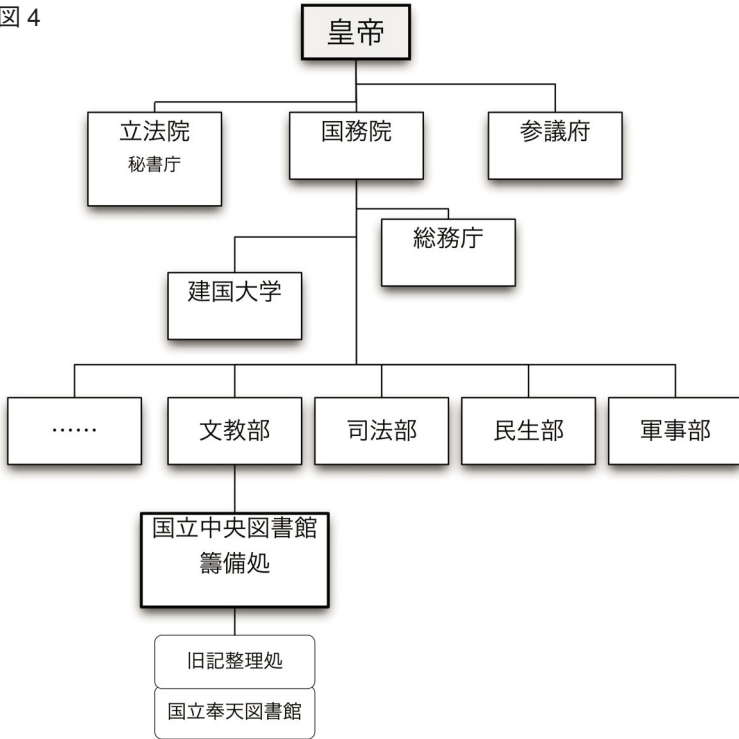 図 4
皇帝
立法院
秘書庁
国務院
参議府
総務庁
建国大学
……
文教部
司法部
民生部
軍事部
国立中央図書館
籌備処
旧記整理処
国立奉天図書館